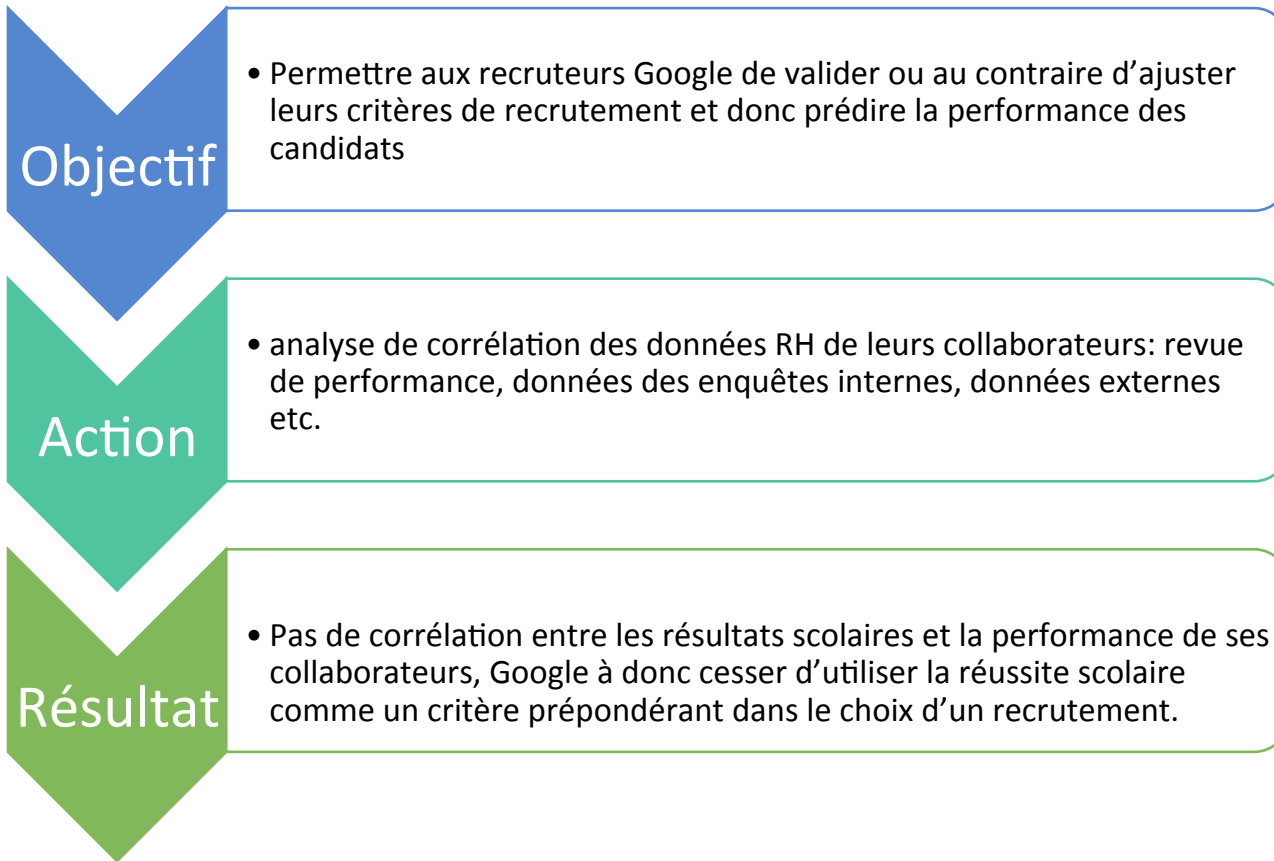 Objectif
• Permettre aux recruteurs Google de valider ou au contraire d'ajuster
leurs critères de recrutement et donc prédire la performance des
candidats
Action
• analyse de corrélation des données RH de leurs collaborateurs: revue
de performance, données des enquêtes internes, données externes
etc.
Résultat
• Pas de corrélation entre les résultats scolaires et la performance de ses
collaborateurs, Google à donc cesser d'utiliser la réussite scolaire
comme un critère prépondérant dans le choix d'un recrutement.